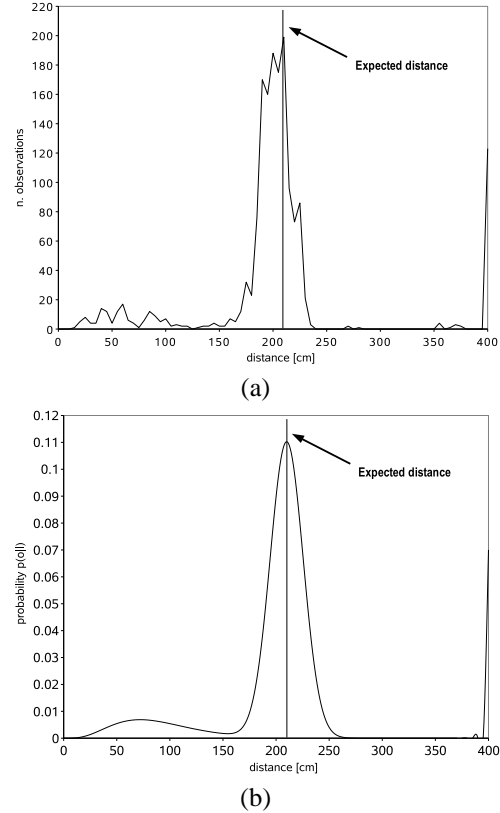 220
200
180
160
140
120
100
80
60
40
20
0
n. observations
Expected distance
0 50 100 150 200 250 300 350 400
distance [cm]
(a)
0.12
0.11
0.1
0.09
0.08
0.07
0.06
0.05
0.04
0.03
0.02
0.01
0
probability p(o|l)
Expected distance
0 50 100 150 200 250 300 350 400
distance [cm]
(b)